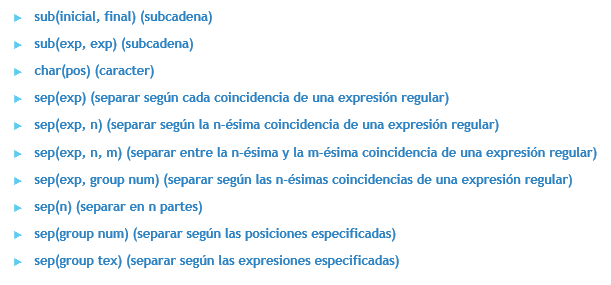 sub(inicial, final) (subcadena)
sub(exp, exp) (subcadena)
char(pos) (caracter)
sep(exp) (separar según cada coincidencia de una expresión regular)
sep(exp, n) (separar según la n-ésima coincidencia de una expresión regular)
sep(exp, n, m) (separar entre la n-ésima y la m-ésima coincidencia de una expresión regular)
sep(exp, group num) (separar según las n-ésimas coincidencias de una expresión regular)
sep(n) (separar en n partes)
sep(group num) (separar según las posiciones especificadas)
sep(group tex) (separar según las expresiones especificadas)